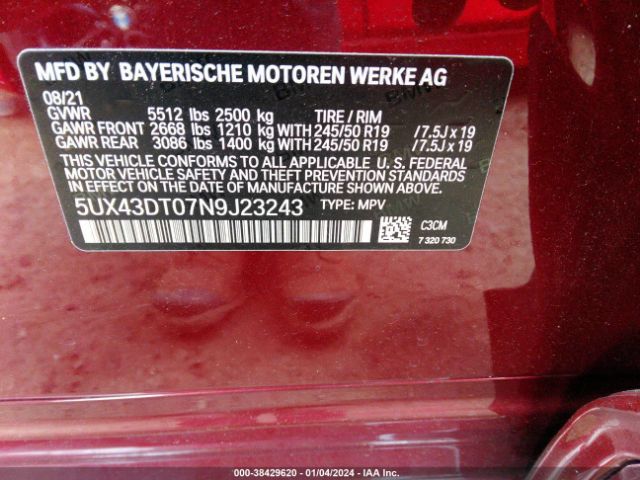 MFD BY BAYERISCHE MOTOREN WERKE AG
08/21
GVWR 5512 lbs 2500 kg TIRE / RIM
GAWR FRONT 2668 lbs 1210 kg WITH 245/50 R19 /7.5J x 19
GAWR REAR 3086 lbs 1400 kg WITH 245/50 R19 /7.5J x 19
THIS VEHICLE CONFORMS TO ALL APPLICABLE U. S. FEDERAL
MOTOR VEHICLE SAFETY AND THEFT PREVENTION STANDARDS
IN EFFECT ON THE DATE OF MANUFACTURE SHOWN ABOVE.
5UX43DT07N9J23243 TYPE: MPV
C3CM
7 320 730
000-38429620 - 01/04/2024 - IAA Inc.